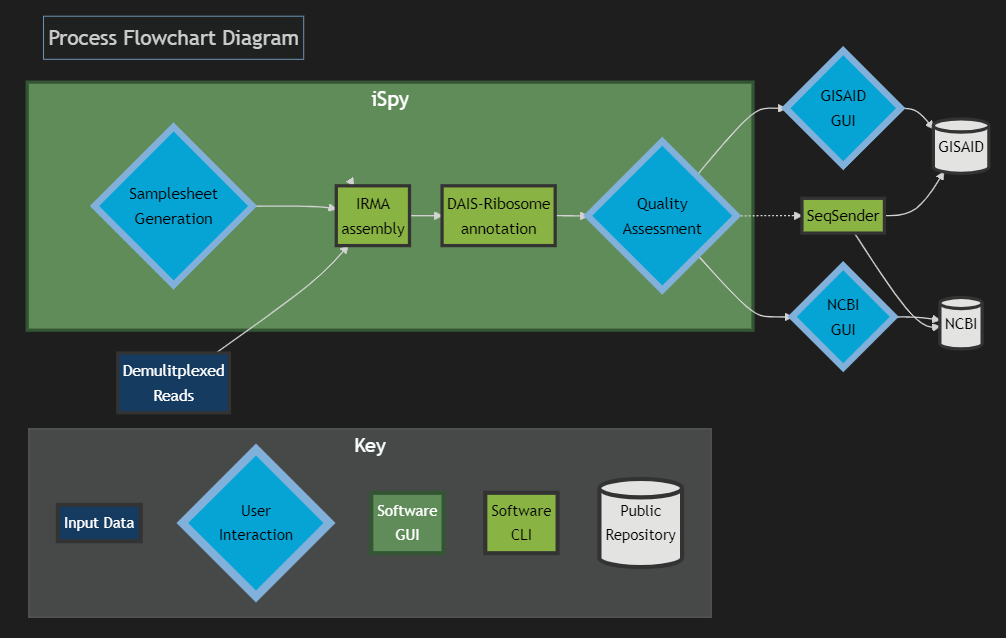 Process Flowchart Diagram
iSpy
Samplesheet
Generation
IRMA
assembly
DAIS-Ribosome
annotation
Quality
Assessment
GISAID
GUI
GISAID
SeqSender
NCBI
GUI
NCBI
Demulitplexed
Reads
Key
Input Data
User
Interaction
Software
GUI
Software
CLI
Public
Repository